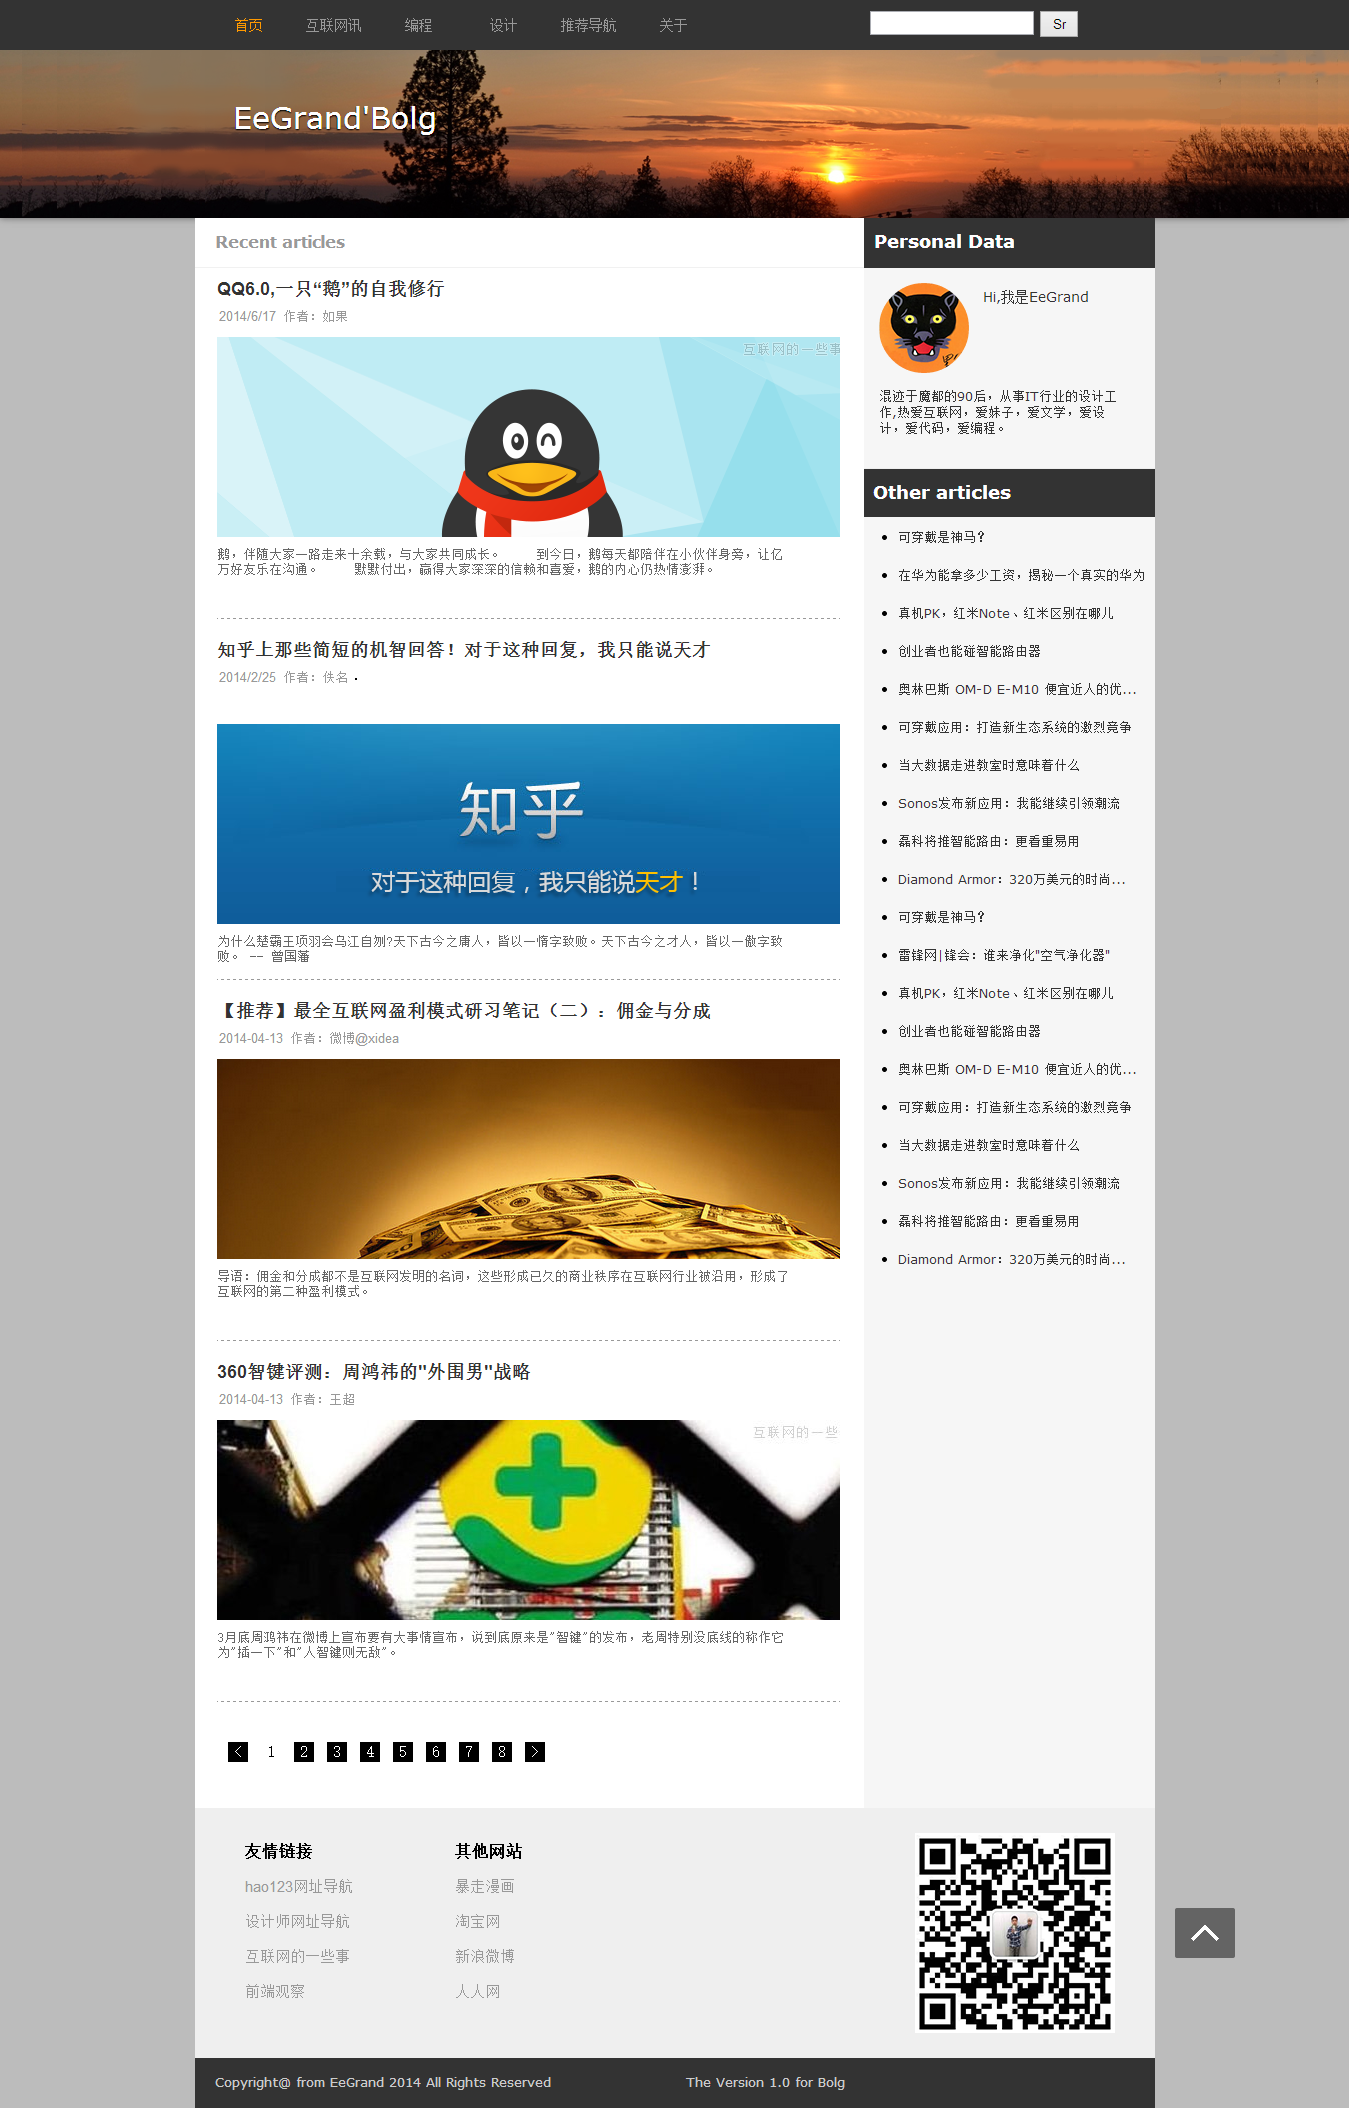 首页 互联网讯 编程 设计 推荐导航 关于 Sr
EeGrand'Bolg
Recent articles
QQ6.0,一只“鹅”的自我修行
2014/6/17 作者：如果
互联网的一些事
鹅，伴随大家一路走来十余载，与大家共同成长。 到今日，鹅每天都陪伴在小伙伴身旁，让亿
万好友乐在沟通。 默默付出，赢得大家深深的信赖和喜爱，鹅的内心仍热情澎湃。
知乎上那些简短的机智回答！对于这种回复，我只能说天才
2014/2/25 作者：佚名
知乎
对于这种回复，我只能说天才！
为什么楚霸王项羽会乌江自刎?天下古今之庸人，皆以一惰字致败。天下古今之才人，皆以一傲字致
败。 -- 曾国藩
【推荐】最全互联网盈利模式研习笔记（二）：佣金与分成
2014-04-13 作者：微博@xidea
导语：佣金和分成都不是互联网发明的名词，这些形成已久的商业秩序在互联网行业被沿用，形成了
互联网的第二种盈利模式。
360智键评测：周鸿祎的"外围男"战略
2014-04-13 作者：王超
互联网的一些
3月底周鸿祎在微博上宣布要有大事情宣布，说到底原来是"智键"的发布，老周特别没底线的称作它
为"插一下"和"人智键则无敌"。
< 1 2 3 4 5 6 7 8 >
Personal Data
Hi,我是EeGrand
混迹于魔都的90后，从事IT行业的设计工
作,热爱互联网，爱妹子，爱文学，爱设
计，爱代码，爱编程。
Other articles
可穿戴是神马？
在华为能拿多少工资，揭秘一个真实的华为
真机PK，红米Note、红米区别在哪儿
创业者也能碰智能路由器
奥林巴斯 OM-D E-M10 便宜近人的优...
可穿戴应用：打造新生态系统的激烈竞争
当大数据走进教室时意味着什么
Sonos发布新应用：我能继续引领潮流
磊科将推智能路由：更看重易用
Diamond Armor：320万美元的时尚...
可穿戴是神马？
雷锋网|锋会：谁来净化"空气净化器"
真机PK，红米Note、红米区别在哪儿
创业者也能碰智能路由器
奥林巴斯 OM-D E-M10 便宜近人的优...
可穿戴应用：打造新生态系统的激烈竞争
当大数据走进教室时意味着什么
Sonos发布新应用：我能继续引领潮流
磊科将推智能路由：更看重易用
Diamond Armor：320万美元的时尚...
友情链接
hao123网址导航
设计师网址导航
互联网的一些事
前端观察
其他网站
暴走漫画
淘宝网
新浪微博
人人网
Copyright@ from EeGrand 2014 All Rights Reserved
The Version 1.0 for Bolg